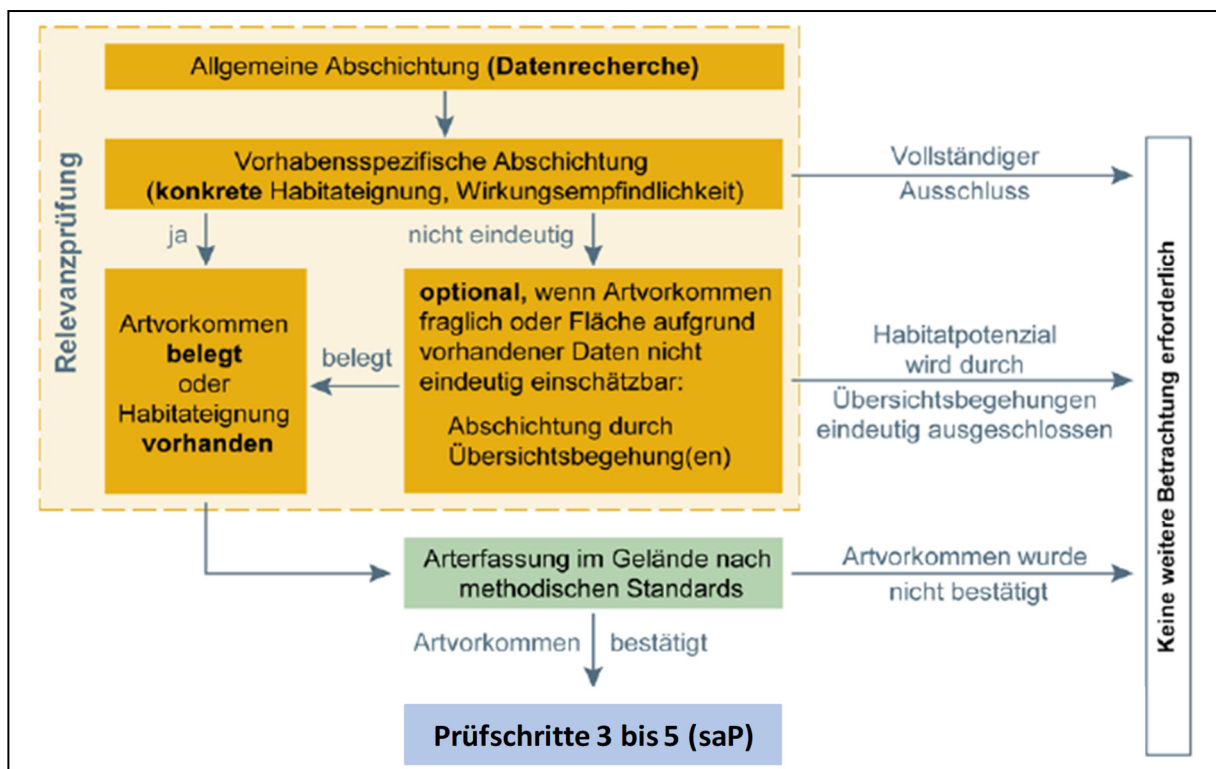 Relevanzprüfung
Allgemeine Abschichtung (Datenrecherche)
Vorhabensspezifische Abschichtung
(konkrete Habitateignung, Wirkungsempfindlichkeit)
Vollständiger
Ausschluss
ja
nicht eindeutig
Artvorkommen
belegt
oder
Habitateignung
vorhanden
belegt
optional, wenn Artvorkommen
fraglich oder Fläche aufgrund
vorhandener Daten nicht
eindeutig einschätzbar:
Abschichtung durch
Übersichtsbegehung(en)
Habitatpotenzial
wird durch
Übersichtsbegehungen
eindeutig ausgeschlossen
Arterfassung im Gelände nach
methodischen Standards
Artvorkommen wurde
nicht bestätigt
Artvorkommen bestätigt
Prüfschritte 3 bis 5 (saP)
Keine weitere Betrachtung erforderlich